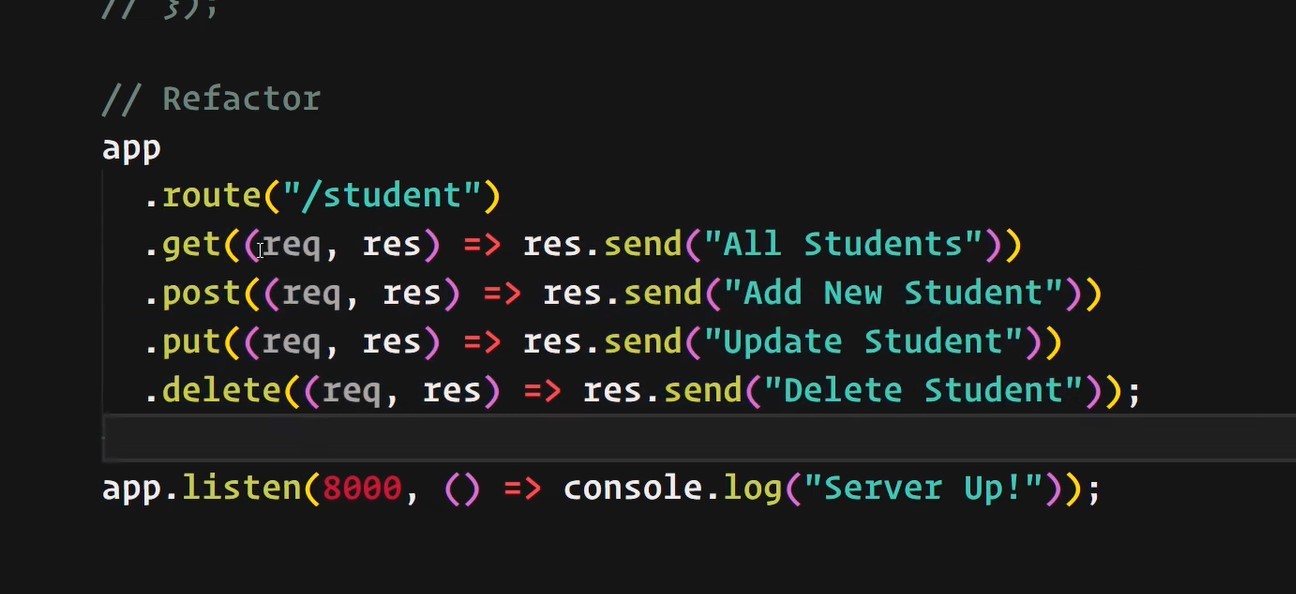 // });
// Refactor
app
.route("/student")
.get((req, res) => res.send("All Students"))
.post((req, res) => res.send("Add New Student"))
.put((req, res) => res.send("Update Student"))
.delete((req, res) => res.send("Delete Student"));
app.listen(8000, () => console.log("Server Up!"));